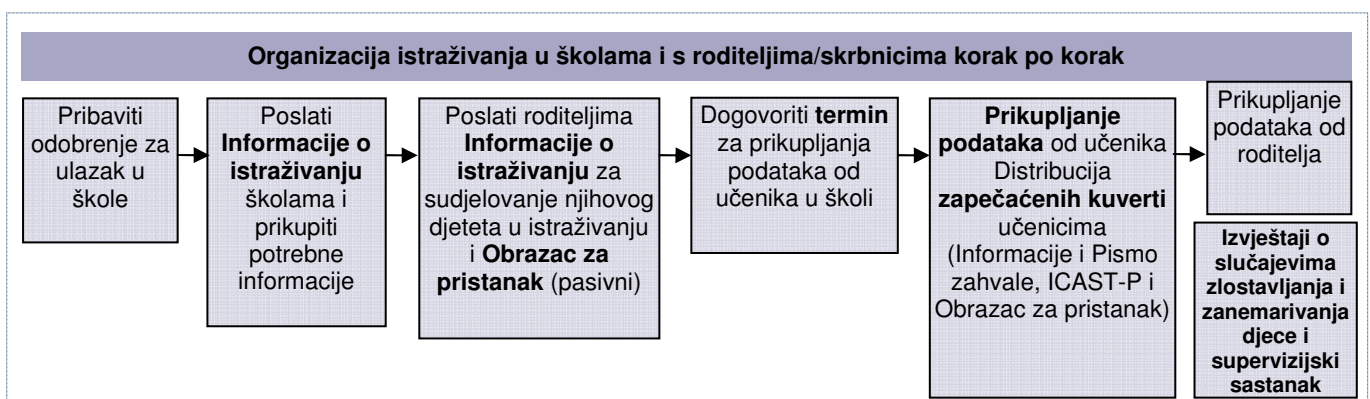 Organizacija istraživanja u školama i s roditeljima/skrbnicima korak po korak
Pribaviti
odobrenje za
ulazak u
škole
Poslati
Informacije o
istraživanju
školama i
prikupiti
potrebne
informacije
Poslati roditeljima
Informacije o
istraživanju za
sudjelovanje njihovog
djeteta u istraživanju
i Obrazac za
pristanak (pasivni)
Dogovoriti termin
za prikupljanja
podataka od
učenika u školi
Prikupljanje
podataka od učenika
Distribucija
zapečaćenih kuverti
učenicima
(Informacije i Pismo
zahvale, ICAST-P i
Obrazac za pristanak)
Prikupljanje
podataka od
roditelja
Izvještaji o
slučajevima
zlostavljanja i
zanemarivanja
djece i
supervizijski
sastanak